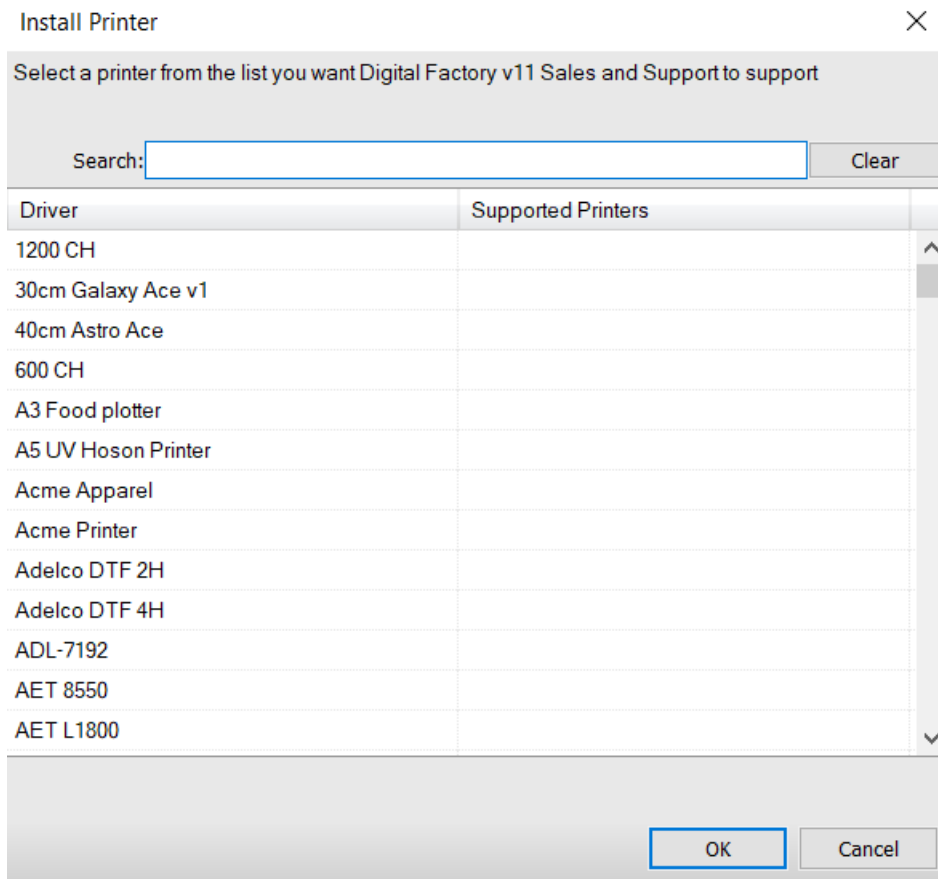 Install Printer
Select a printer from the list you want Digital Factory v11 Sales and Support to support
Search: Clear
Driver Supported Printers
1200 CH
30cm Galaxy Ace v1
40cm Astro Ace
600 CH
A3 Food plotter
A5 UV Hoson Printer
Acme Apparel
Acme Printer
Adelco DTF 2H
Adelco DTF 4H
ADL-7192
AET 8550
AET L1800
OK Cancel